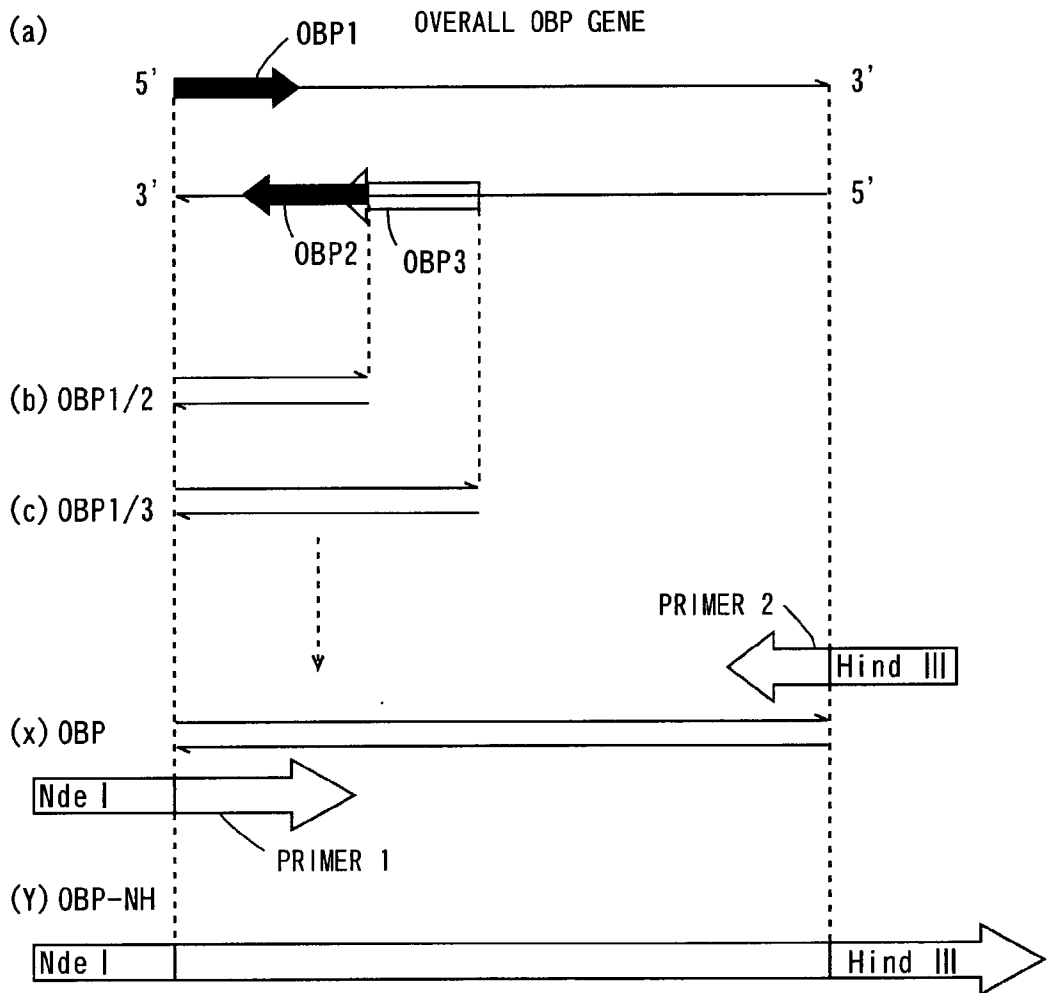 (a)
OVERALL OBP GENE
OBP1
5' 3'
3' 5'
OBP2 OBP3
(b) OBP1/2
(c) OBP1/3
PRIMER 2
Hind III
(x) OBP
Nde I
PRIMER 1
(Y) OBP-NH
Nde I Hind III